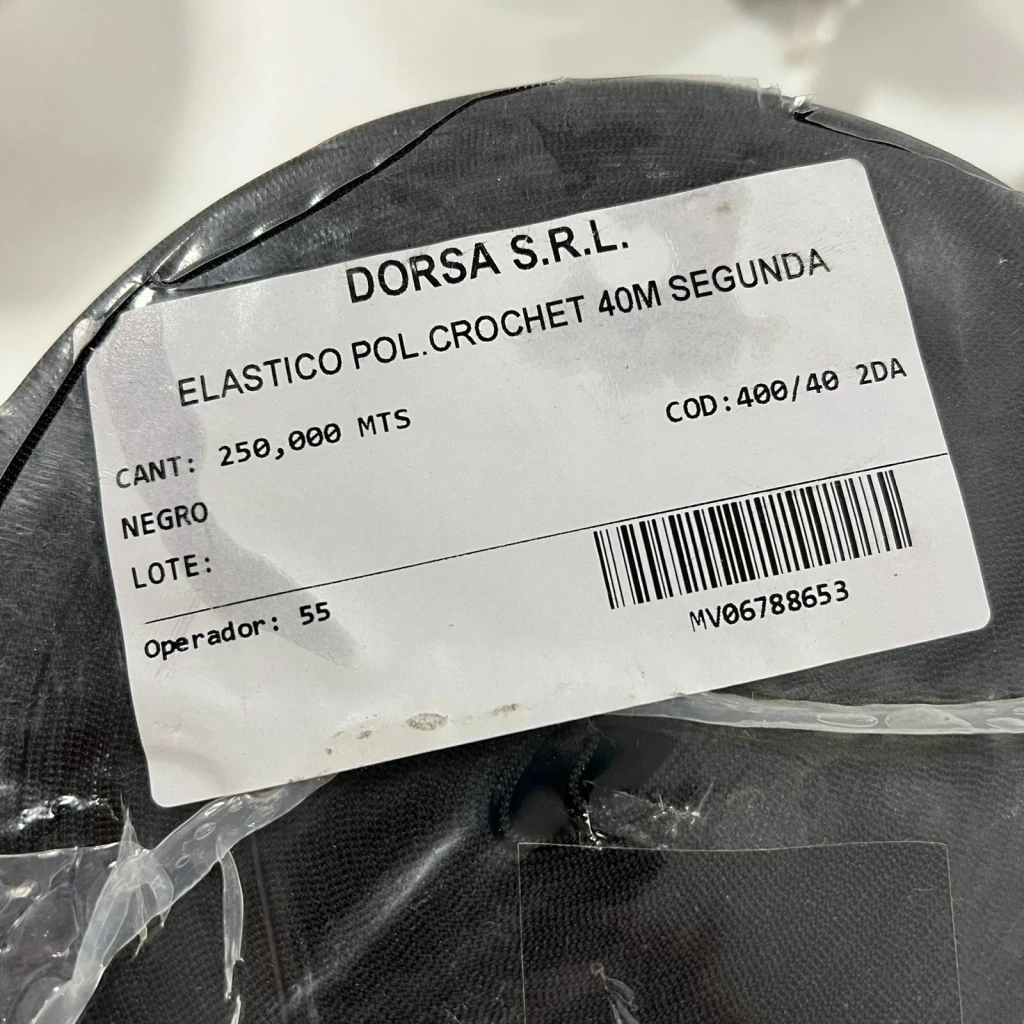 DORSA S.R.L.
ELASTICO POL.CROCHET 40M SEGUNDA
CANT: 250,000 MTS
COD:400/40 2DA
NEGRO
LOTE:
Operador: 55
MV06788653